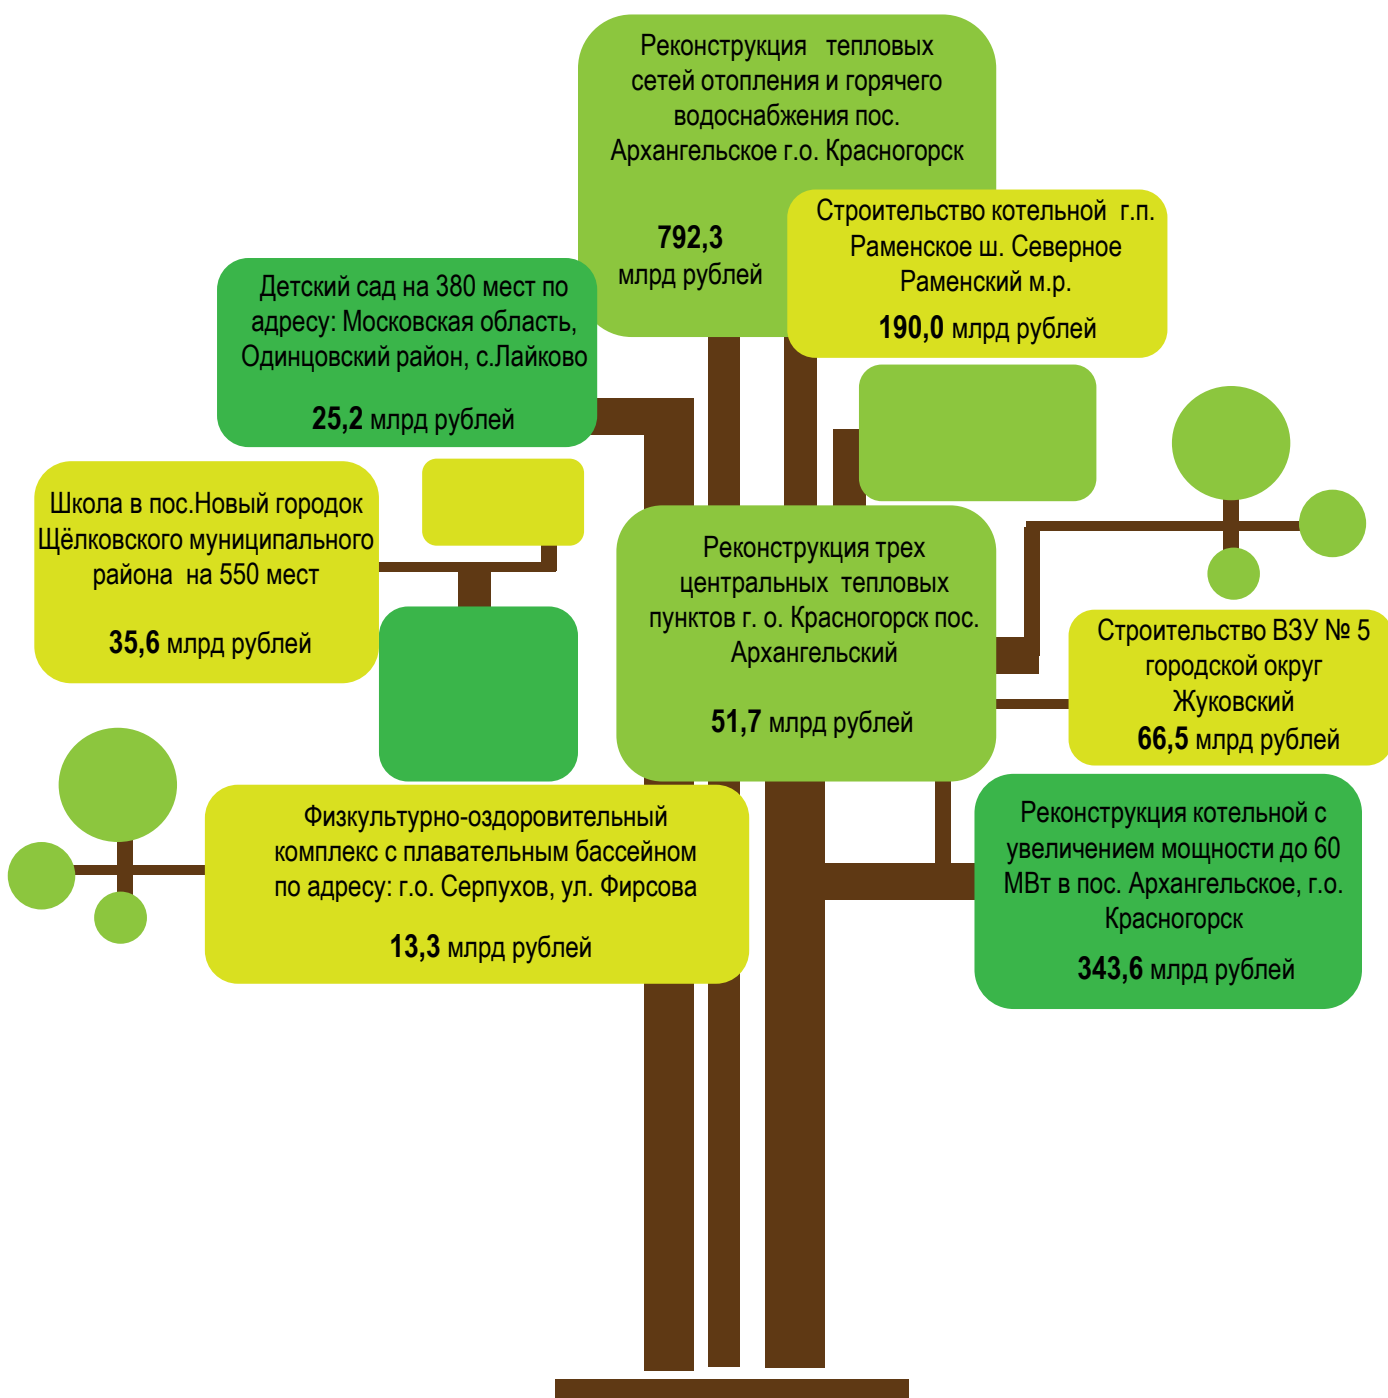 Реконструкция тепловых
сетей отопления и горячего
водоснабжения пос.
Архангельское г.о. Красногорск
792,3
млрд рублей
Строительство котельной г.п.
Раменское ш. Северное
Раменский м.р.
190,0 млрд рублей
Детский сад на 380 мест по
адресу: Московская область,
Одинцовский район, с.Лайково
25,2 млрд рублей
Школа в пос.Новый городок
Щёлковского муниципального
района на 550 мест
35,6 млрд рублей
Реконструкция трех
центральных тепловых
пунктов г. о. Красногорск пос.
Архангельский
51,7 млрд рублей
Строительство ВЗУ № 5
городской округ
Жуковский
66,5 млрд рублей
Физкультурно-оздоровительный
комплекс с плавательным бассейном
по адресу: г.о. Серпухов, ул. Фирсова
13,3 млрд рублей
Реконструкция котельной с
увеличением мощности до 60
МВт в пос. Архангельское, г.о.
Красногорск
343,6 млрд рублей